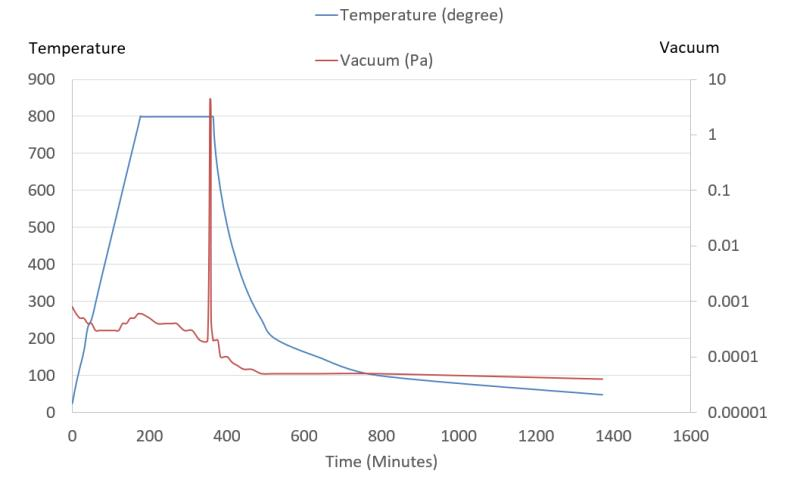 Temperature (degree)
Temperature
Vacuum
Vacuum (Pa)
900
800
700
600
500
400
300
200
100
0
10
1
0.1
0.01
0.001
0.0001
0.00001
0 200 400 600 800 1000 1200 1400 1600
Time (Minutes)